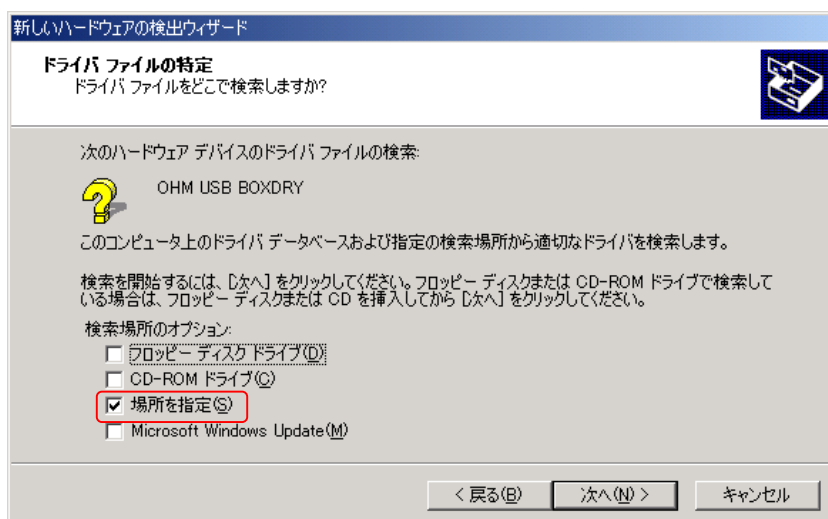 新しいハードウェアの検出ウィザード
ドライバ ファイルの特定
ドライバ ファイルをどこで検索しますか?
次のハードウェア デバイスのドライバ ファイルの検索:
OHM USB BOXDRY
このコンピュータ上のドライバ データベースおよび指定の検索場所から適切なドライバを検索します。
検索を開始するには、[次へ] をクリックしてください。フロッピー ディスクまたは CD-ROM ドライブで検索して
いる場合は、フロッピー ディスクまたは CD を挿入してから [次へ] をクリックしてください。
検索場所のオプション:
フロッピー ディスク ドライブ(D)
CD-ROM ドライブ(C)
場所を指定(S)
Microsoft Windows Update(M)
< 戻る(B) 次へ(N) > キャンセル